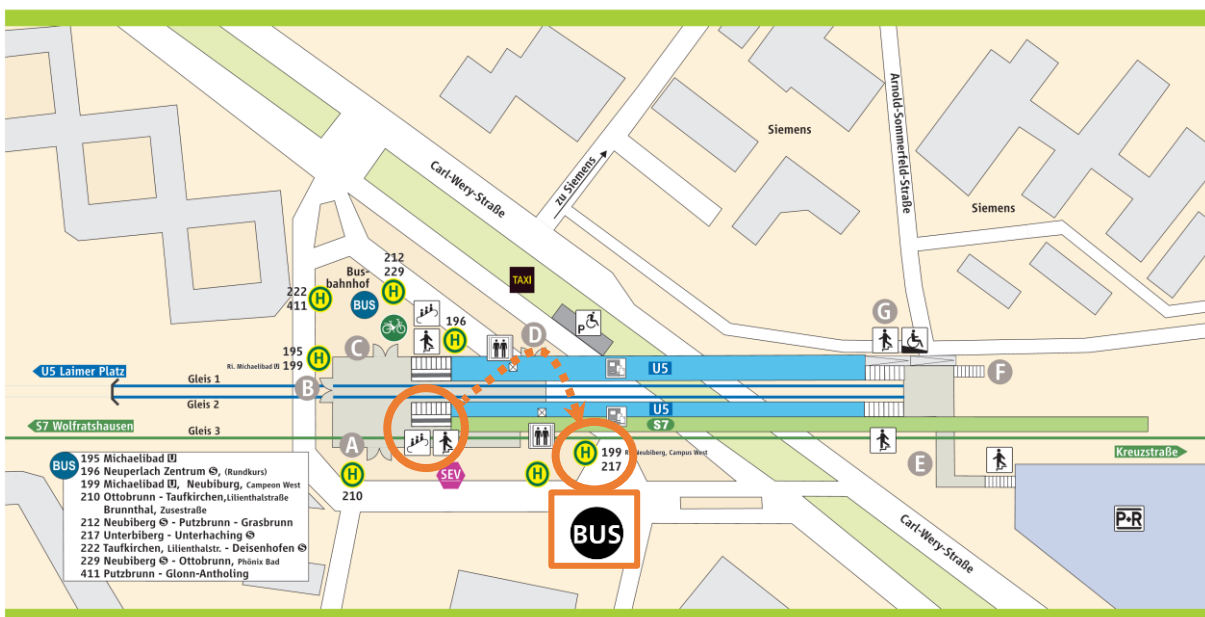 Carl-Wery-Straße
zu Siemens
Siemens
Arnold-Sommerfeld-Straße
Siemens
212
229
Bus-
bahnhof
222
411
H
H
BUS
TAXI
196
H
P
D
G
C
195
199
H
Ri. Michaelibad U
U5 Laimer Platz
Gleis 1
B
Gleis 2
U5
U5
F
S7 Wolfratshausen
Gleis 3
S7
A
E
Kreuzstraße
H
210
SEV
H
H
199
217
Neubiberg, Campus West
BUS
Carl-Wery-Straße
P+R
BUS
195 Michaelibad U
196 Neuperlach Zentrum S, (Rundkurs)
199 Michaelibad U, Neubiburg, Campeon West
210 Ottobrunn - Taufkirchen,Lilienthalstraße
Brunnthal, Zusestraße
212 Neubiberg S - Putzbrunn - Grasbrunn
217 Unterbiberg - Unterhaching S
222 Taufkirchen, Lilienthalstr. - Deisenhofen S
229 Neubiberg S - Ottobrunn, Phönix Bad
411 Putzbrunn - Glonn-Antholing